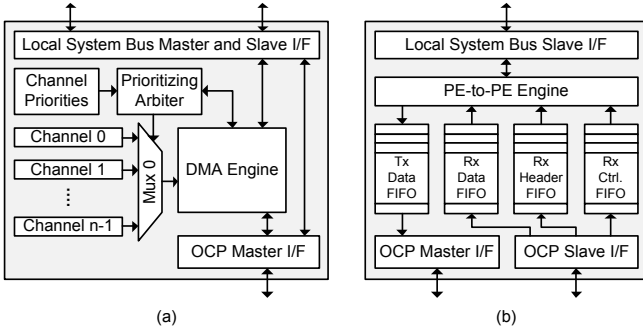 Local System Bus Master and Slave I/F
Channel
Priorities
Prioritizing
Arbiter
Channel 0
Channel 1
....
Channel n-1
Mux 0
DMA Engine
OCP Master I/F
(a)
Local System Bus Slave I/F
PE-to-PE Engine
Tx
Data
FIFO
Rx
Data
FIFO
Rx
Header
FIFO
Rx
Ctrl.
FIFO
OCP Master I/F
OCP Slave I/F
(b)